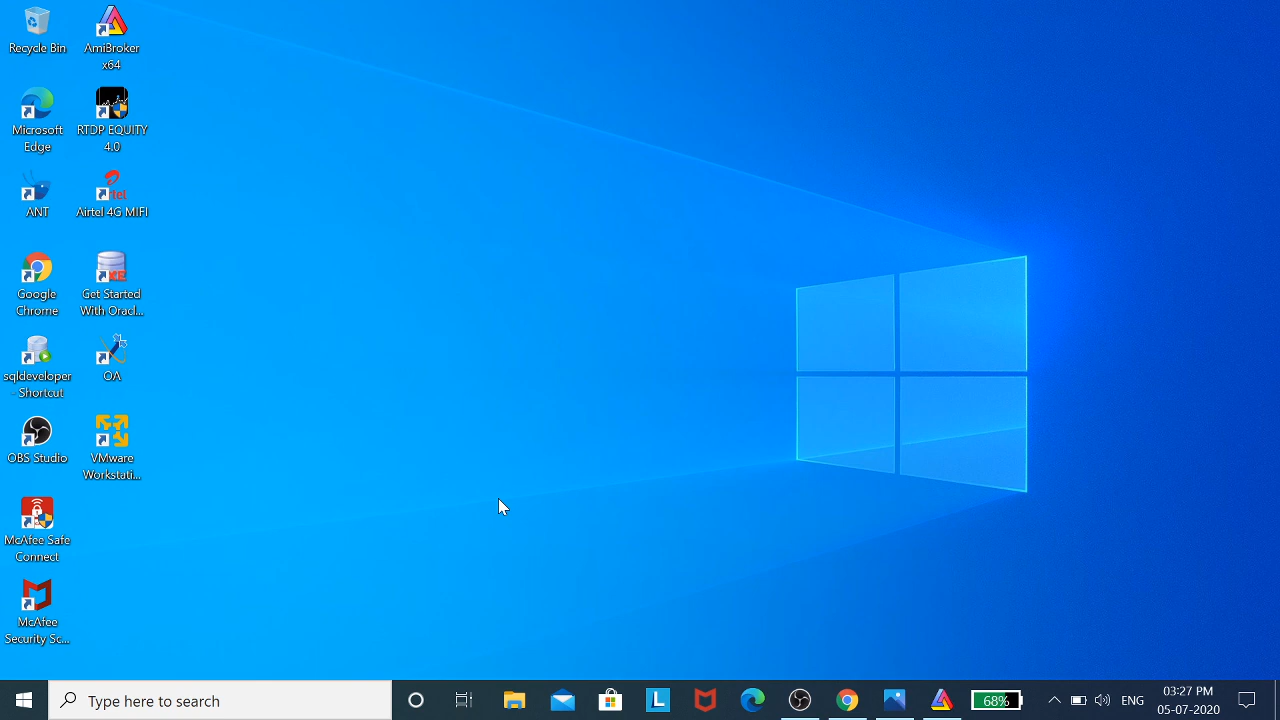 Recycle Bin
AmiBroker
x64
Microsoft
Edge
RTDP EQUITY
4.0
ANT
Airtel 4G MIFI
Google
Chrome
Get Started
With Oracl...
sqldeveloper
- Shortcut
OA
OBS Studio
VMware
Workstati...
McAfee Safe
Connect
McAfee
Security Sc...
Type here to search
68%
ENG
03:27 PM
05-07-2020